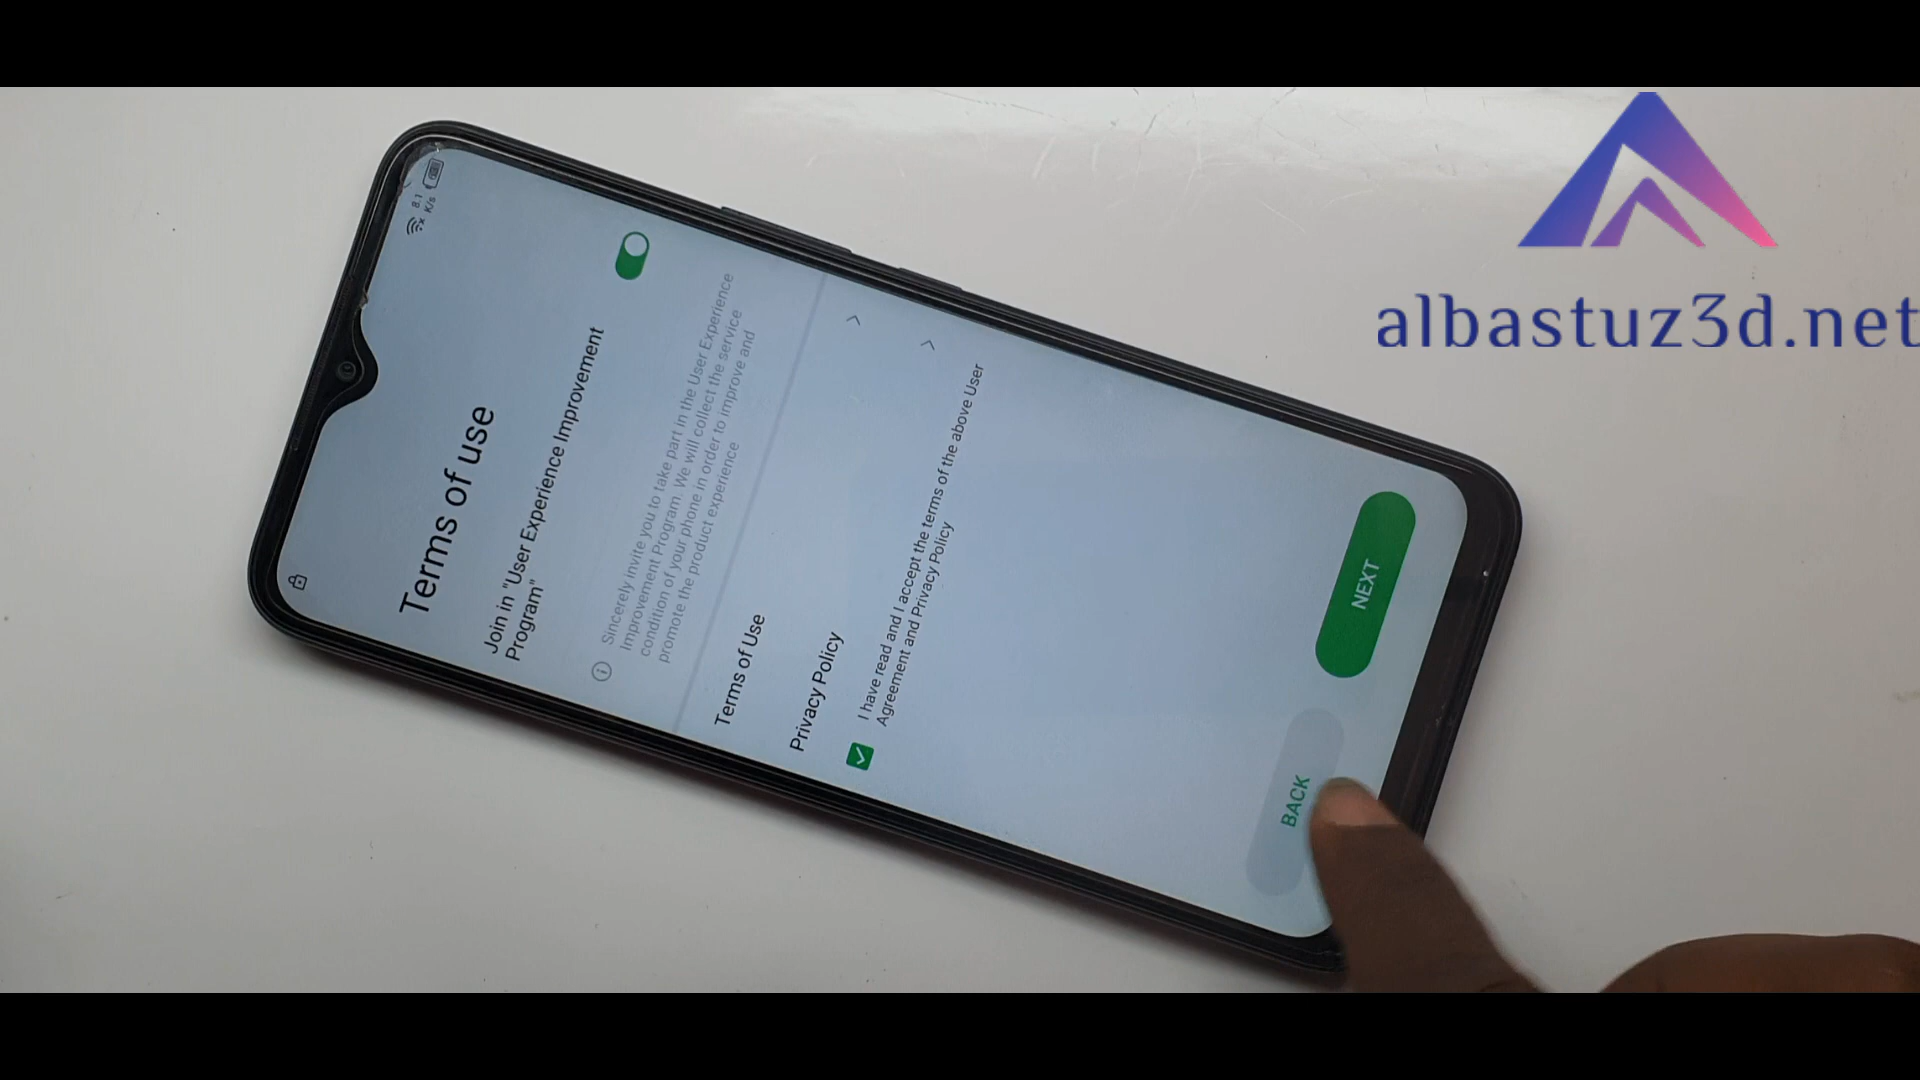 8.1
K/s
Terms of use
Join in "User Experience Improvement
Program"
Sincerely invite you to take part in the User Experience
Improvement Program. We will collect the service
condition of your phone in order to improve and
promote the product experience
Terms of Use
Privacy Policy
I have read and I accept the terms of the above User
Agreement and Privacy Policy
BACK
NEXT
albastuz3d.net